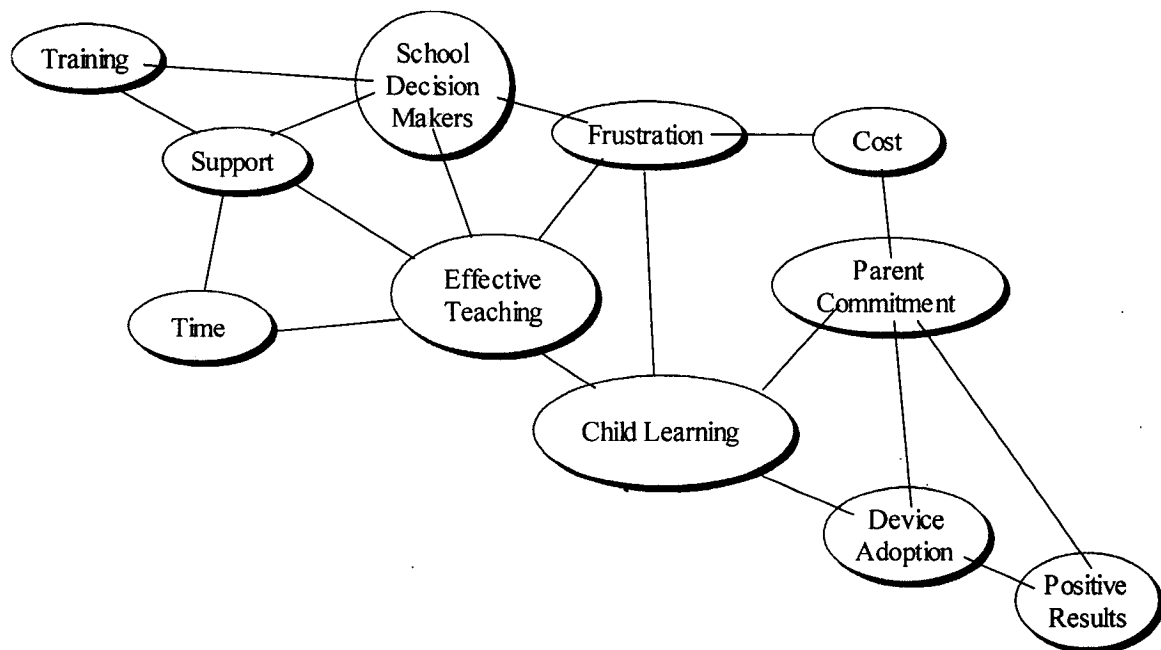 Training
School
Decision
Makers
Frustration
Cost
Support
Effective
Teaching
Parent
Commitment
Time
Child Learning
Device
Adoption
Positive
Results